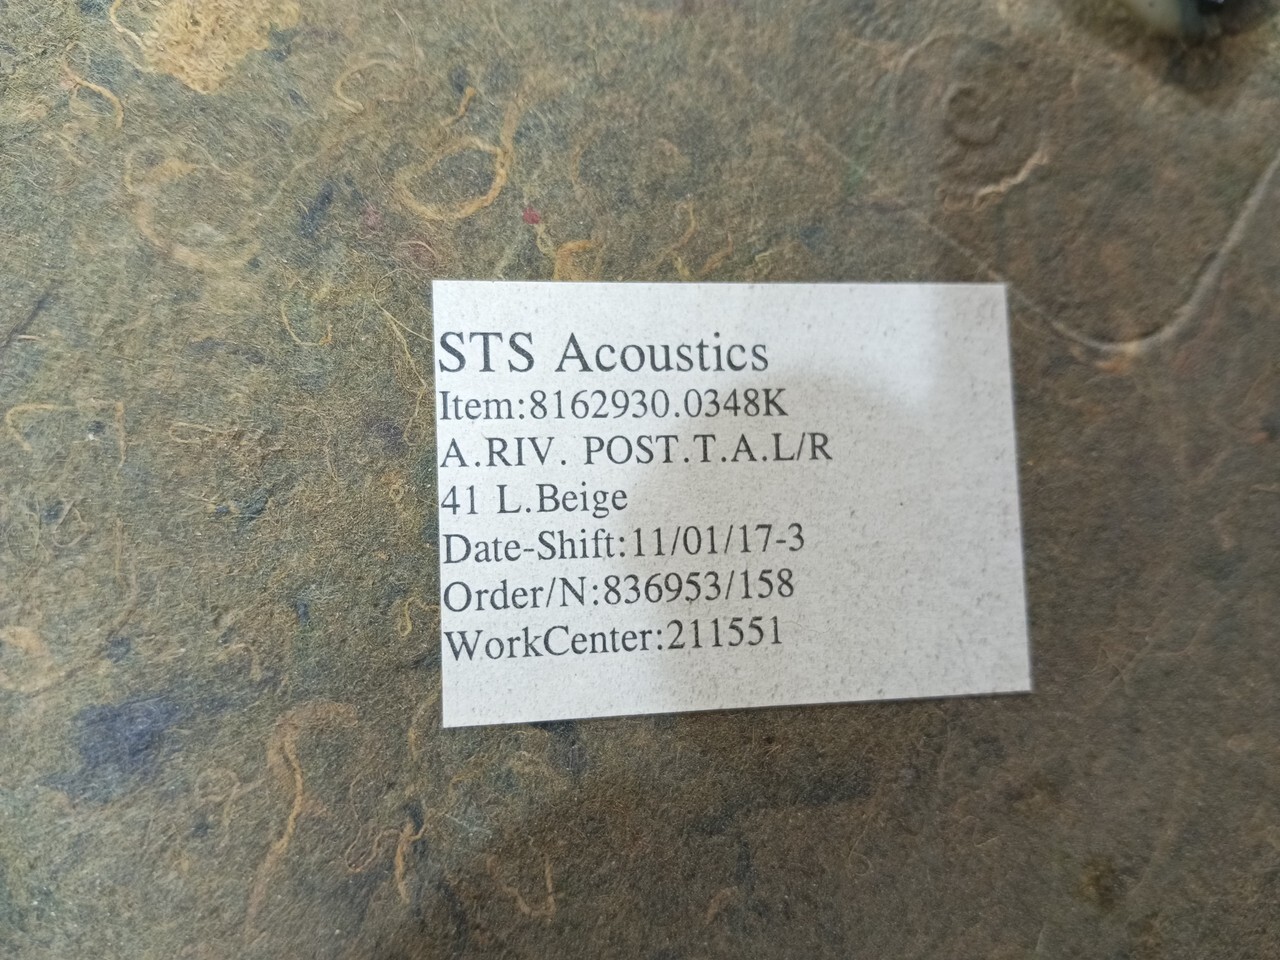 STS Acoustics
Item:8162930.0348K
A.RIV. POST.T.A.L/R
41 L.Beige
Date-Shift:11/01/17-3
Order/N:836953/158
WorkCenter:211551